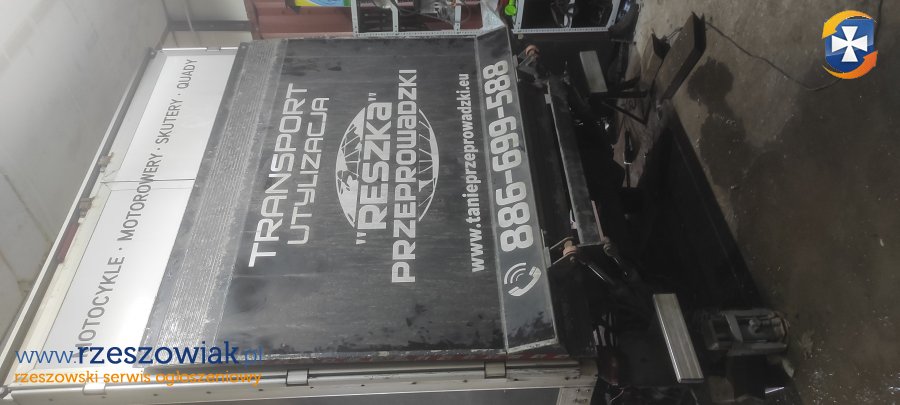 MOTOCYKLE · MOTOROWERY · SKUTERY · QUADY
TRANSPORT
UTYLIZACJA
"RESZKA"
PRZEPROWADZKI
www.tanieprzeprowadzki.eu
886-699-588
www.rzeszowiak.pl
rzeszowski serwis ogłoszeniowy